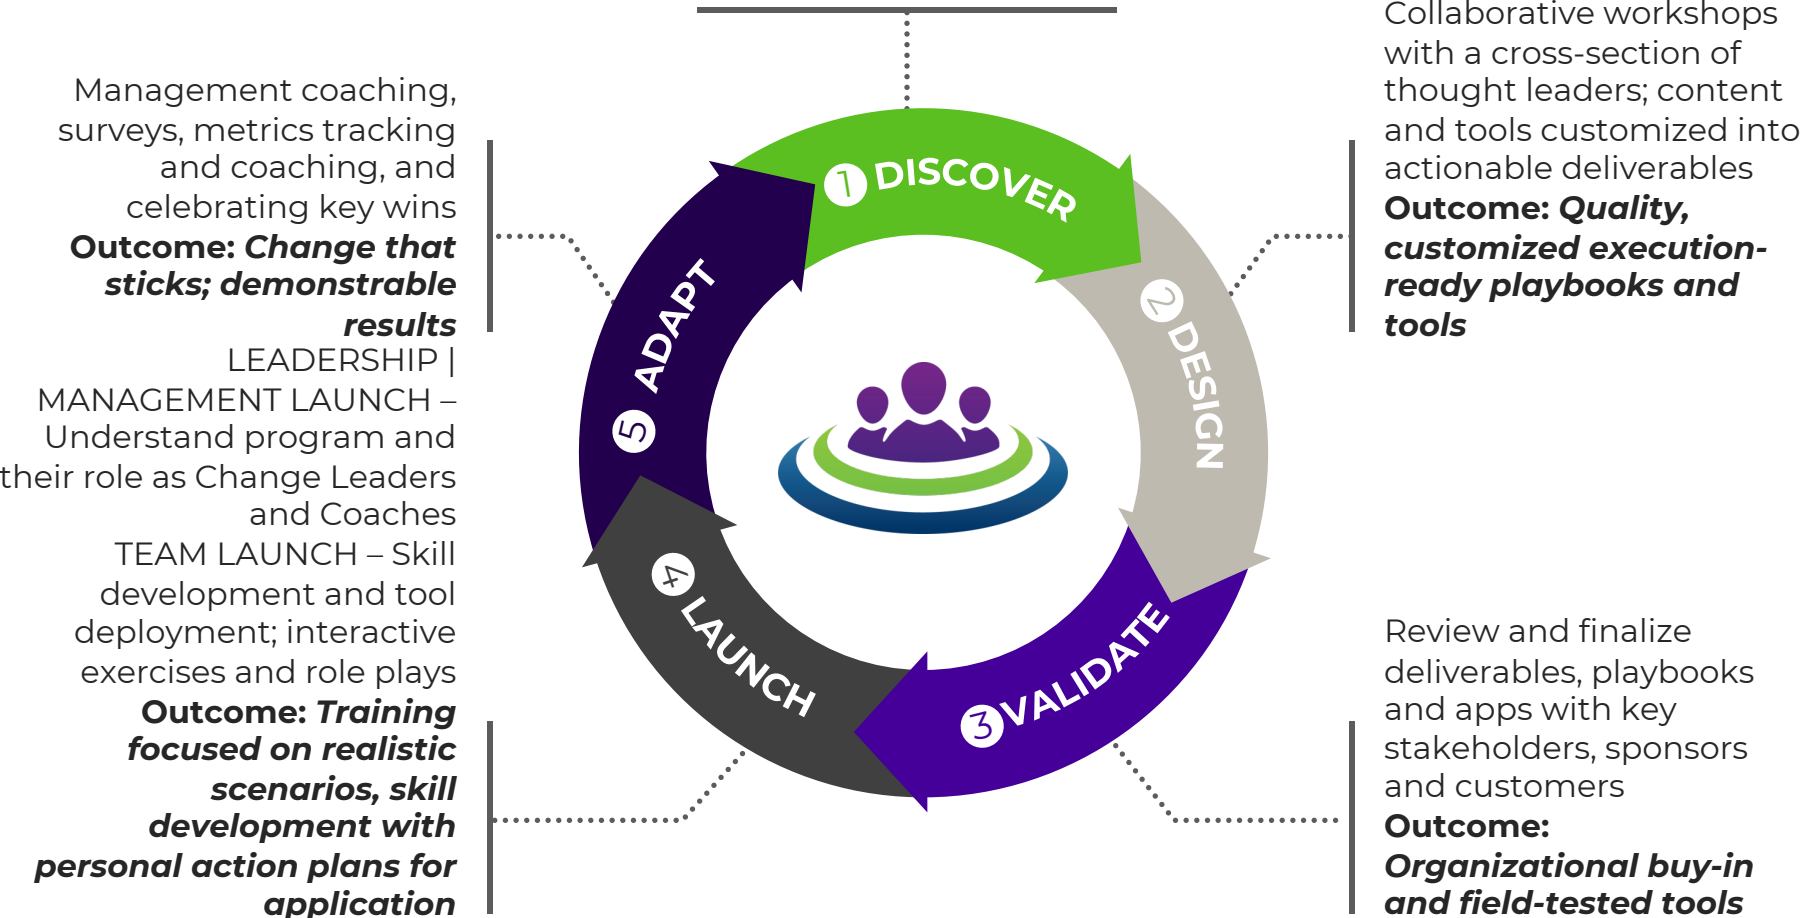 Management coaching,
surveys, metrics tracking
and coaching, and
celebrating key wins
Outcome: Change that
sticks; demonstrable
results
LEADERSHIP |
MANAGEMENT LAUNCH –
Understand program and
their role as Change Leaders
and Coaches
TEAM LAUNCH – Skill
development and tool
deployment; interactive
exercises and role plays
Outcome: Training
focused on realistic
scenarios, skill
development with
personal action plans for
application
1 DISCOVER
2 DESIGN
3 VALIDATE
4 LAUNCH
5 ADAPT
Collaborative workshops
with a cross-section of
thought leaders; content
and tools customized into
actionable deliverables
Outcome: Quality,
customized execution-
ready playbooks and
tools
Review and finalize
deliverables, playbooks
and apps with key
stakeholders, sponsors
and customers
Outcome:
Organizational buy-in
and field-tested tools